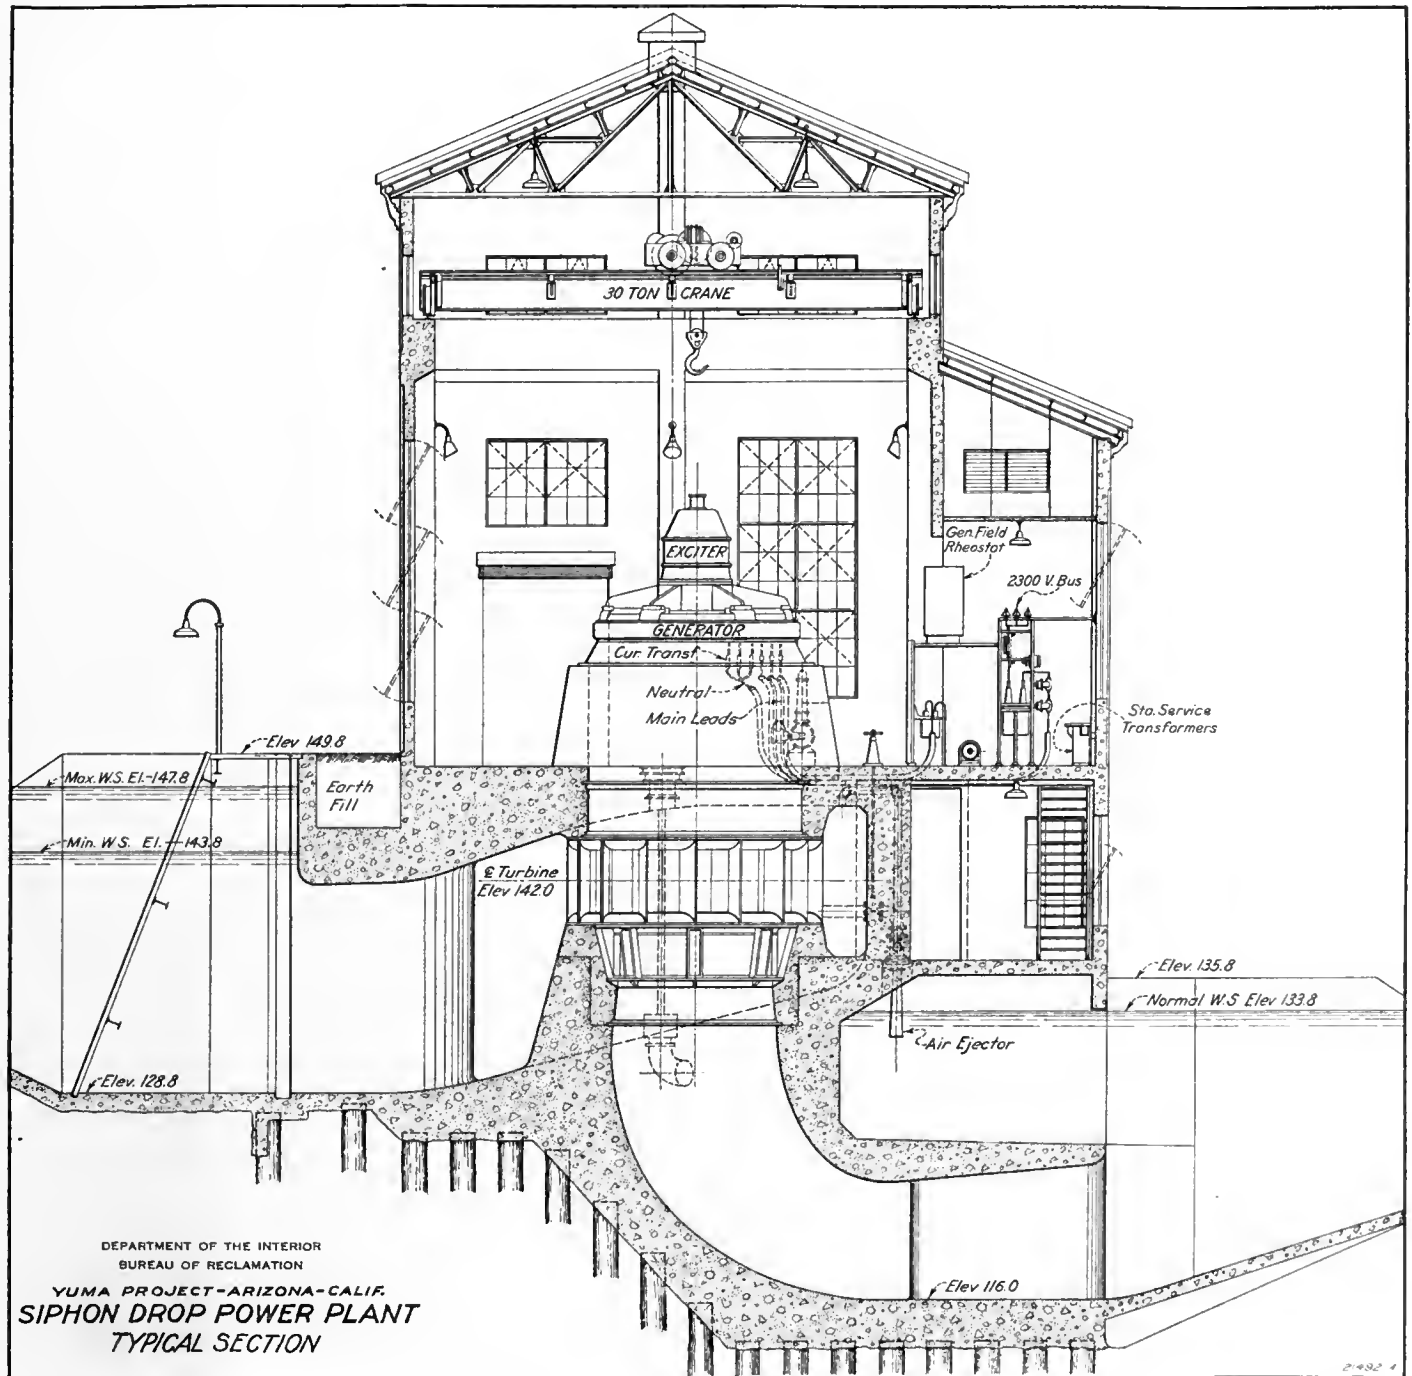 30 TON CRANE
Gen. Field
Rheostat
EXCITER
2300 V. Bus
GENERATOR
Cur. Transf.
Neutral
Main Leads
Sta. Service
Transformers
Elev 149.8
Max. W.S. El.-147.8
Earth
Fill
Min. W.S. El.-143.8
℄ Turbine
Elev 142.0
Elev. 135.8
Normal W.S Elev 133.8
Air Ejector
Elev. 128.8
Elev 116.0
DEPARTMENT OF THE INTERIOR
BUREAU OF RECLAMATION
YUMA PROJECT-ARIZONA-CALIF.
SIPHON DROP POWER PLANT
TYPICAL SECTION